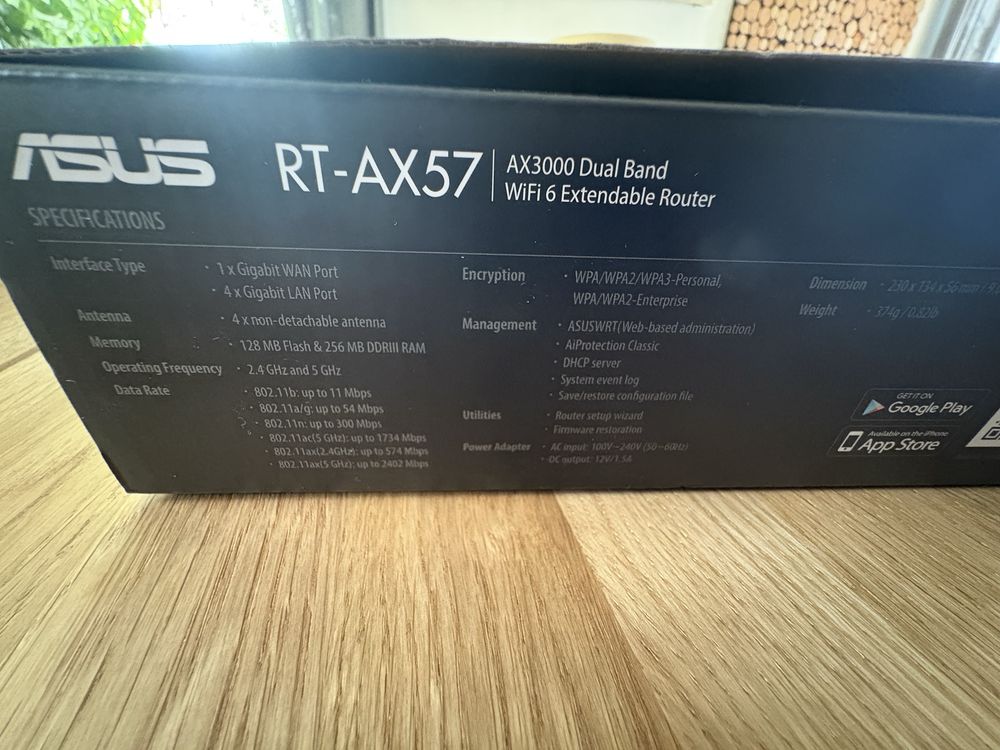 ASUS
RT-AX57
AX3000 Dual Band
WiFi 6 Extendable Router
SPECIFICATIONS
Interface Type
· 1 x Gigabit WAN Port
· 4 x Gigabit LAN Port
Antenna
· 4 x non-detachable antenna
Memory
· 128 MB Flash & 256 MB DDRIII RAM
Operating Frequency
· 2.4 GHz and 5 GHz
Data Rate
· 802.11b: up to 11 Mbps
· 802.11a/g: up to 54 Mbps
· 802.11n: up to 300 Mbps
· 802.11ac(5 GHz): up to 1734 Mbps
· 802.11ax(2.4GHz): up to 574 Mbps
· 802.11ax(5 GHz): up to 2402 Mbps
Encryption
· WPA/WPA2/WPA3-Personal,
WPA/WPA2-Enterprise
Management
· ASUSWRT(Web-based administration)
· AiProtection Classic
· DHCP server
· System event log
· Save/restore configuration file
Utilities
· Router setup wizard
· Firmware restoration
Power Adapter
· AC input: 100V~240V (50~60Hz)
· DC output: 12V/1.5A
Dimension
· 230 x 134 x 56 mm /
Weight
· 374g / 0.82lb
GET IT ON
Google Play
Available on the iPhone
App Store